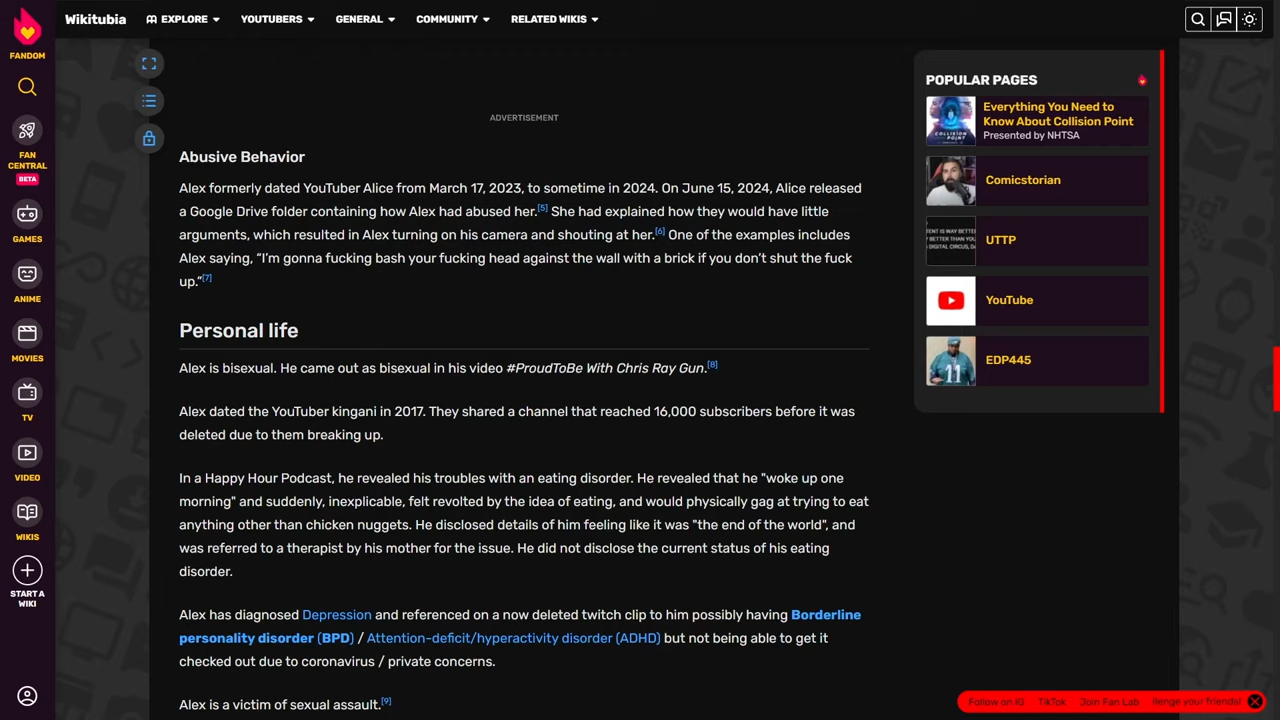 Wikitubia
EXPLORE
YOUTUBERS
GENERAL
COMMUNITY
RELATED WIKIS
FANDOM
FAN
CENTRAL
BETA
GAMES
ANIME
MOVIES
TV
VIDEO
WIKIS
START A
WIKI
ADVERTISEMENT
Abusive Behavior
Alex formerly dated YouTuber Alice from March 17, 2023, to sometime in 2024. On June 15, 2024, Alice released
a Google Drive folder containing how Alex had abused her.[5] She had explained how they would have little
arguments, which resulted in Alex turning on his camera and shouting at her.[6] One of the examples includes
Alex saying, “I’m gonna fucking bash your fucking head against the wall with a brick if you don’t shut the fuck
up.”[7]
Personal life
Alex is bisexual. He came out as bisexual in his video #ProudToBe With Chris Ray Gun.[8]
Alex dated the YouTuber kingani in 2017. They shared a channel that reached 16,000 subscribers before it was
deleted due to them breaking up.
In a Happy Hour Podcast, he revealed his troubles with an eating disorder. He revealed that he "woke up one
morning" and suddenly, inexplicable, felt revolted by the idea of eating, and would physically gag at trying to eat
anything other than chicken nuggets. He disclosed details of him feeling like it was "the end of the world", and
was referred to a therapist by his mother for the issue. He did not disclose the current status of his eating
disorder.
Alex has diagnosed Depression and referenced on a now deleted twitch clip to him possibly having Borderline
personality disorder (BPD) / Attention-deficit/hyperactivity disorder (ADHD) but not being able to get it
checked out due to coronavirus / private concerns.
Alex is a victim of sexual assault.[9]
POPULAR PAGES
Everything You Need to
Know About Collision Point
Presented by NHTSA
COLLISION
POINT
Comicstorian
UTTP
YouTube
EDP445
11
Follow on IG TikTok Join Fan Lab